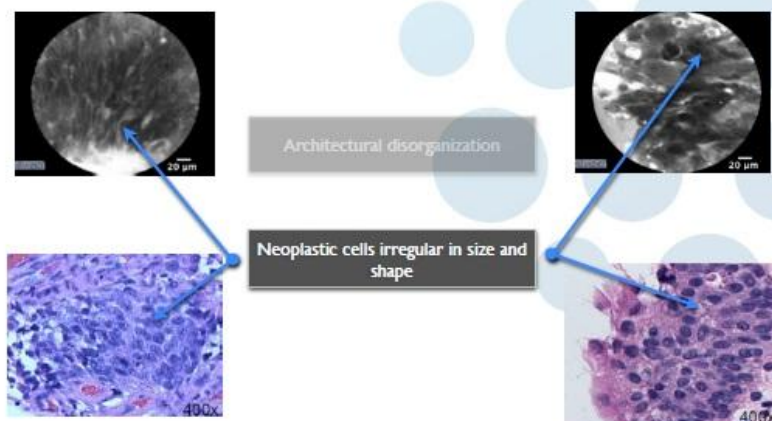 20 µm
20 µm
Architectural disorganization
Neoplastic cells irregular in size and
shape
400x
400x